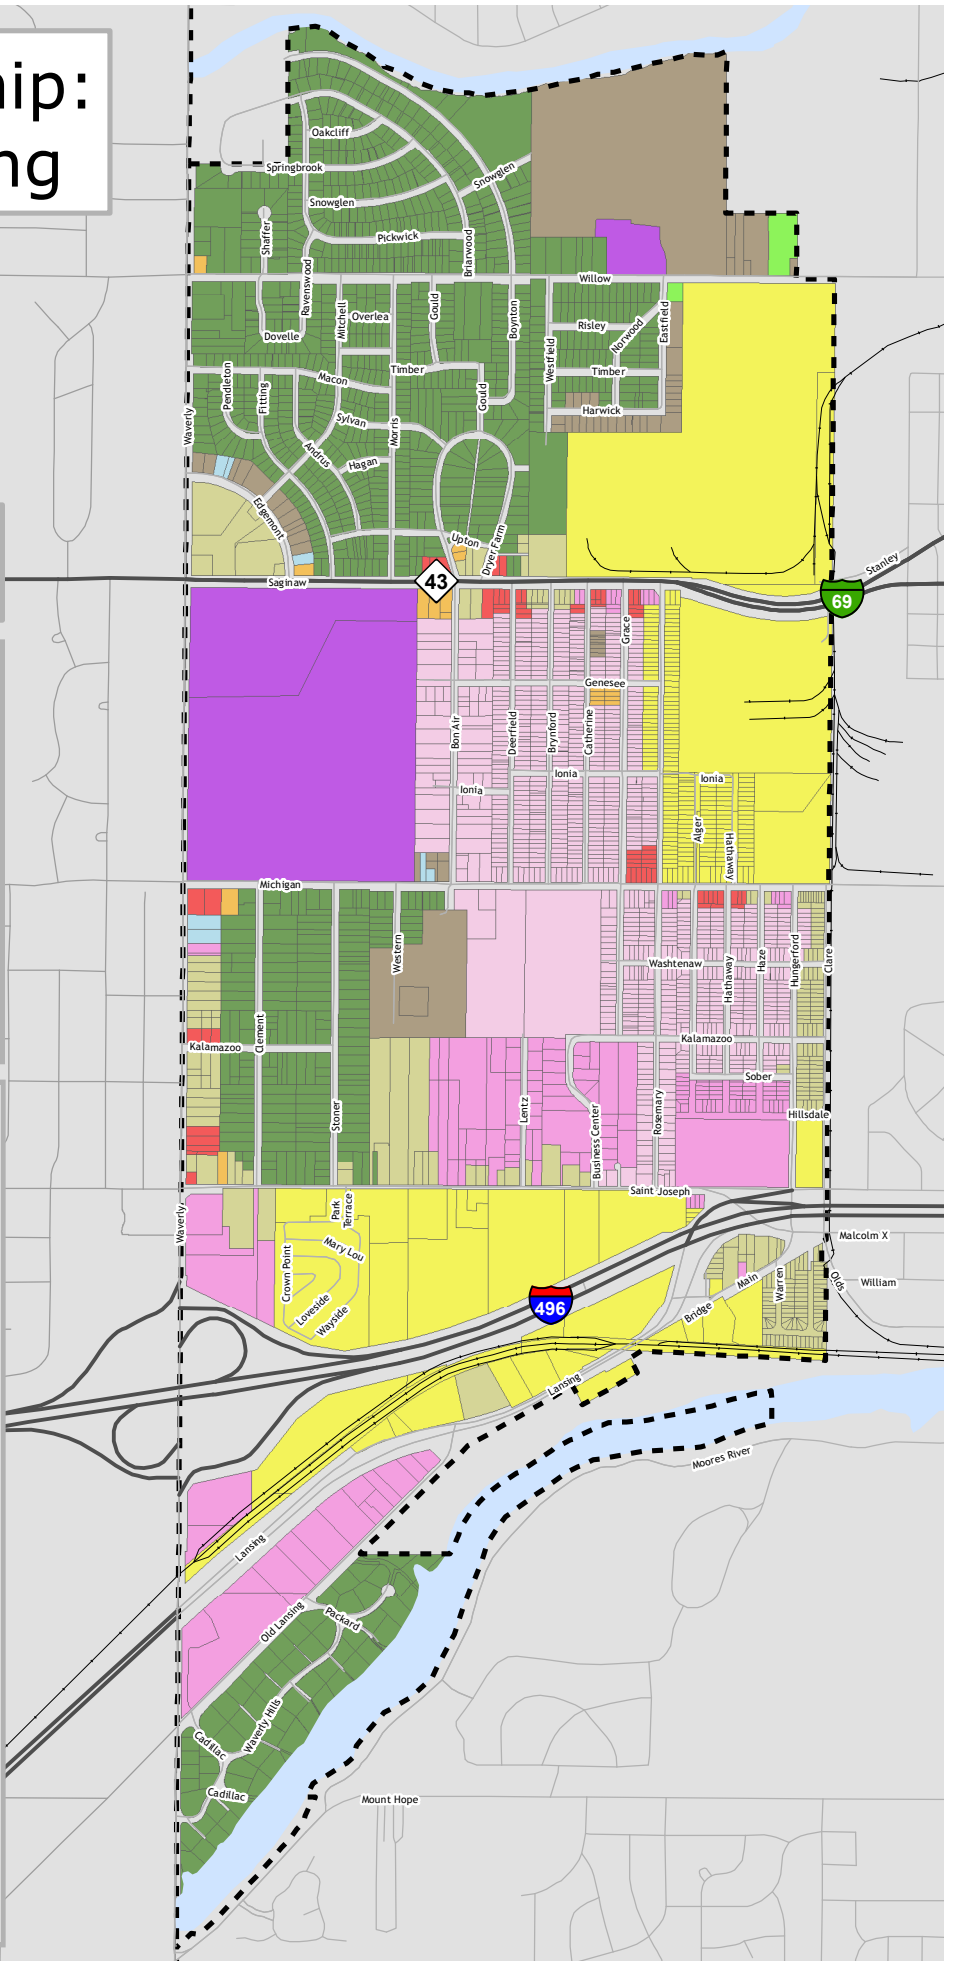 ip:
ng
Oakcliff
Springbrook
Snowglen
Snowglen
Shaffer
Pickwick
Briarwood
Ravenswood
Willow
Mitchell
Overlea
Gould
Boynton
Risley
Norwood
Eastfield
Dovelle
Westfield
Pendleton
Fitting
Macon
Timber
Timber
Gould
Harwick
Waverly
Sylvan
Morris
Andrus
Hagan
Edgemont
Upton
Dryer Farm
Saginaw
43
Stanley
69
Grace
Genesee
Bon Air
Deerfield
Brynford
Catherine
Ionia
Ionia
Ionia
Alger
Hathaway
Michigan
Western
Washtenaw
Hathaway
Haze
Hungerford
Clare
Clement
Kalamazoo
Kalamazoo
Sober
Stoner
Lentz
Business Center
Rosemary
Hillsdale
Saint Joseph
Waverly
Park
Terrace
Mary Lou
Crown Point
Malcolm X
Loveside
Wayside
496
Bridge
Main
Warren
Olds
William
Lansing
Moores River
Lansing
Old Lansing
Packard
Waverly Hills
Cadillac
Cadillac
Mount Hope